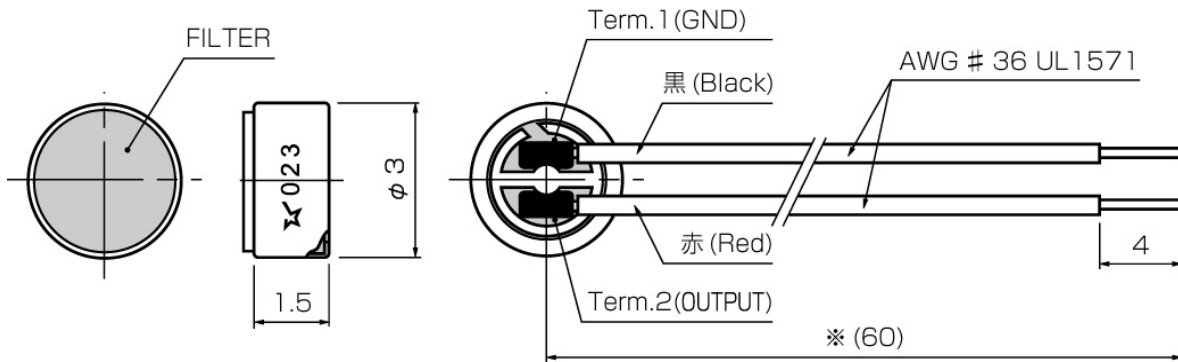 FILTER
023
φ3
1.5
Term.1(GND)
黒(Black)
AWG # 36 UL1571
赤(Red)
Term.2(OUTPUT)
4
※(60)